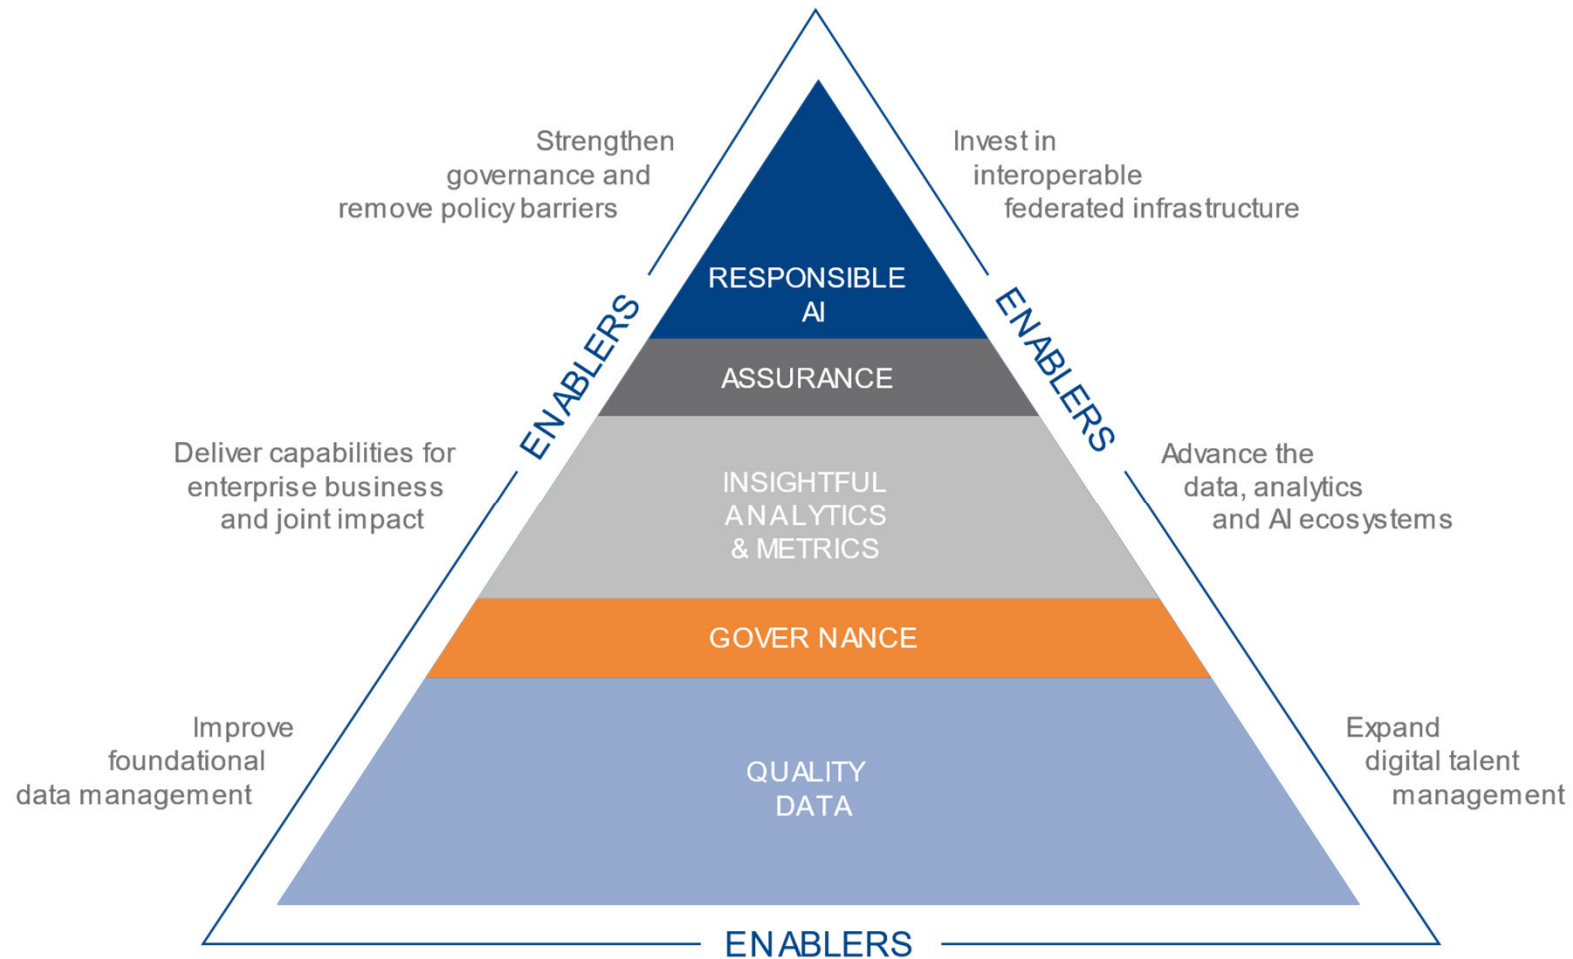 Strengthen
governance and
remove policy barriers
Invest in
interoperable
federated infrastructure
RESPONSIBLE
AI
ENABLERS
ENABLERS
ASSURANCE
Deliver capabilities for
enterprise business
and joint impact
INSIGHTFUL
ANALYTICS
& METRICS
Advance the
data, analytics
and AI ecosystems
GOVERNANCE
Improve
foundational
data management
QUALITY
DATA
Expand
digital talent
management
ENABLERS